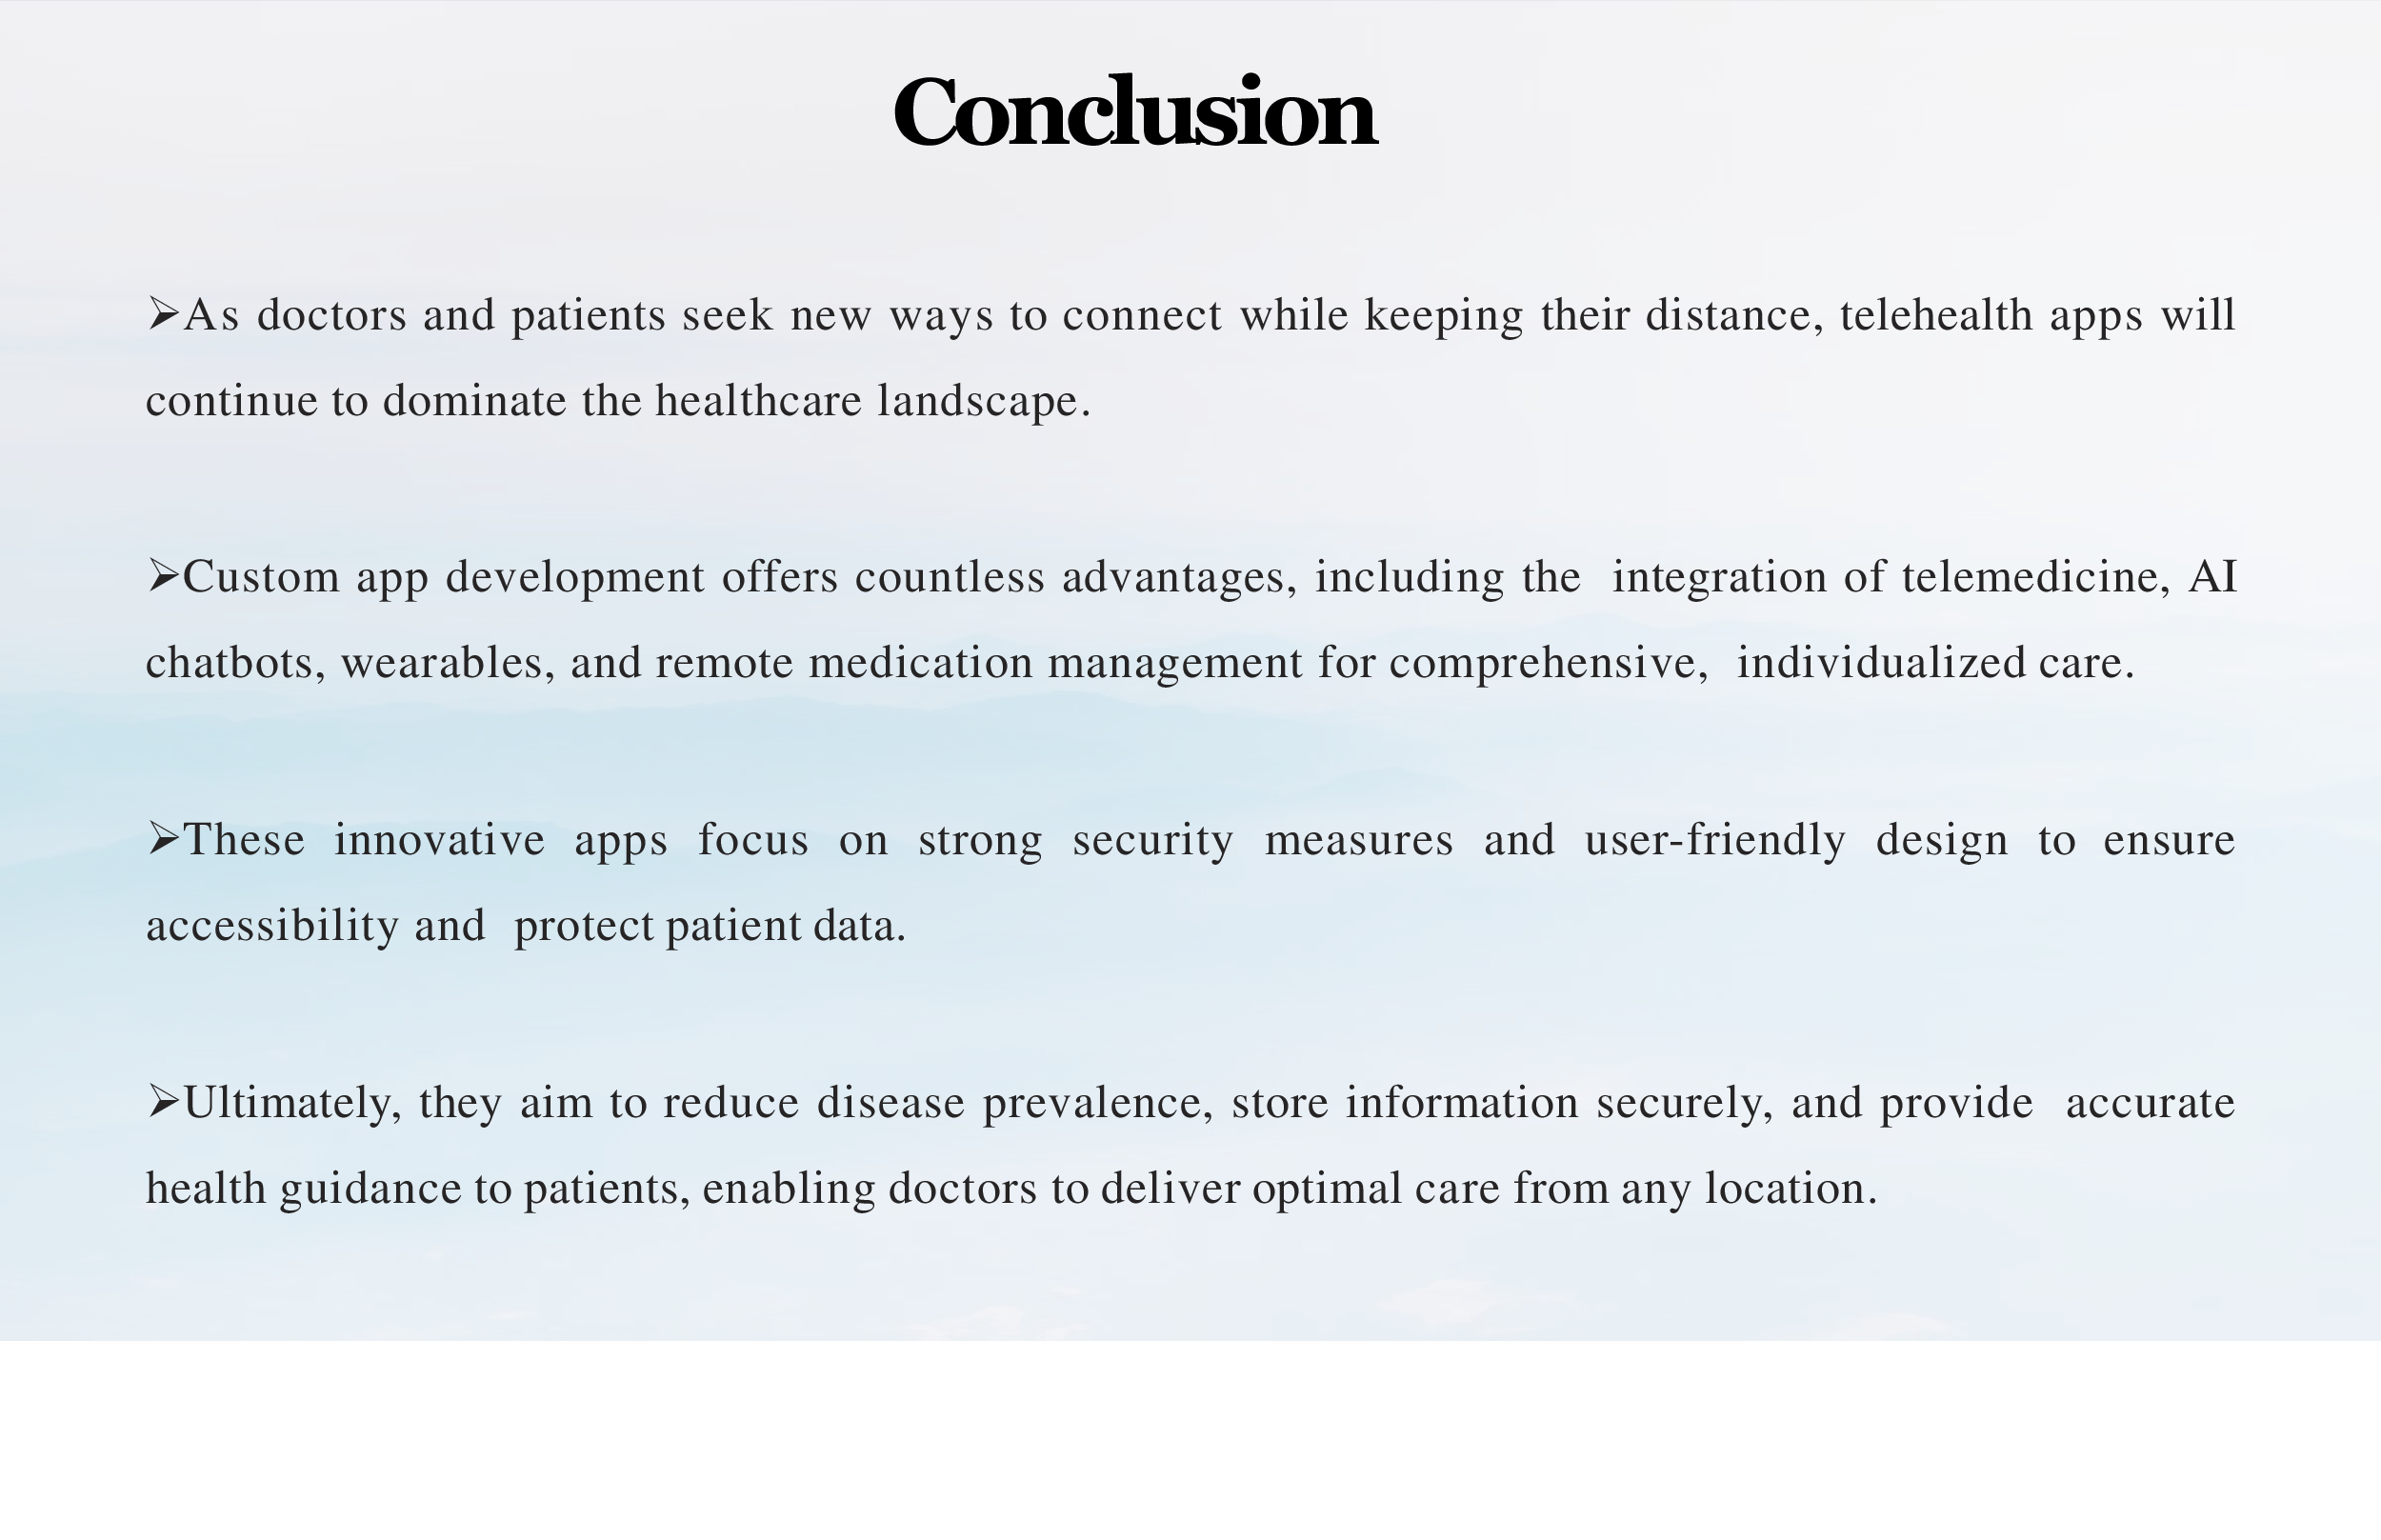 Conclusion
➢As doctors and patients seek new ways to connect while keeping their distance, telehealth apps will
continue to dominate the healthcare landscape.
➢Custom app development offers countless advantages, including the  integration of telemedicine, AI
chatbots, wearables, and remote medication management for comprehensive,  individualized care.
➢These innovative apps focus on strong security measures and user-friendly design to ensure
accessibility and  protect patient data.
➢Ultimately, they aim to reduce disease prevalence, store information securely, and provide  accurate
health guidance to patients, enabling doctors to deliver optimal care from any location.